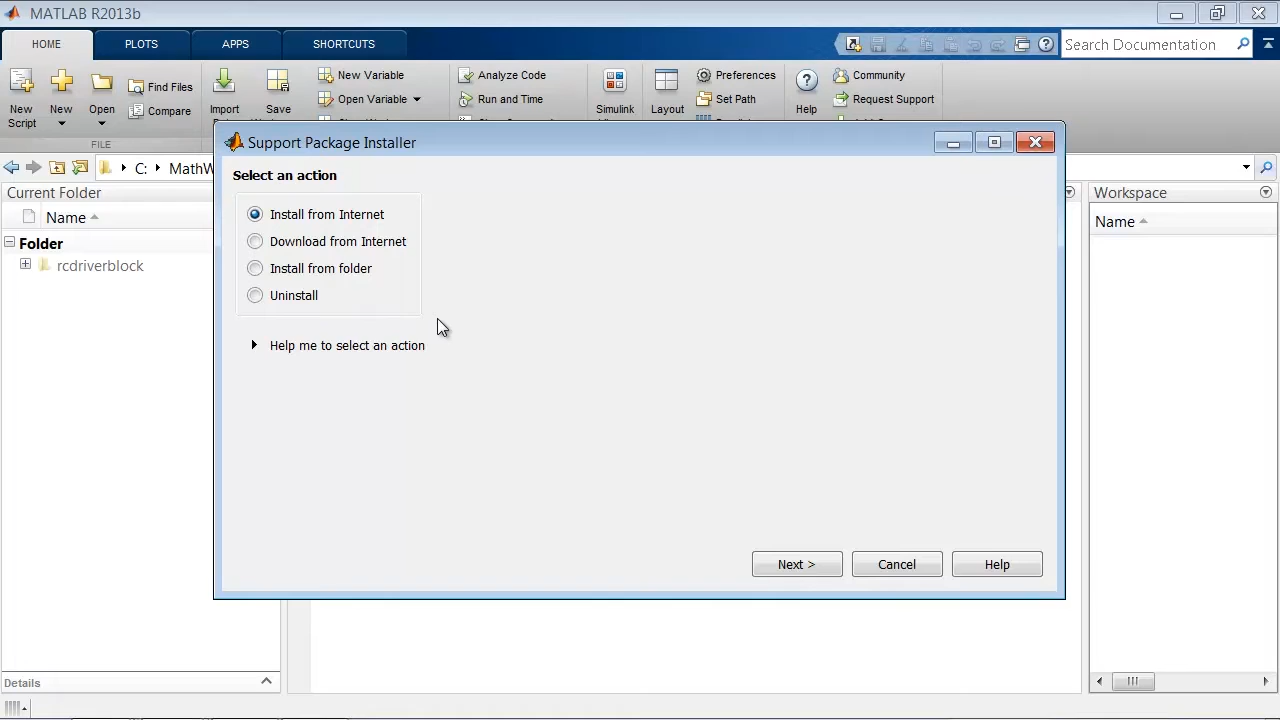 MATLAB R2013b
HOME
PLOTS
APPS
SHORTCUTS
Search Documentation
New Script
New
Open
Find Files
Compare
Import
Save
New Variable
Open Variable
Analyze Code
Run and Time
Simulink
Layout
Preferences
Set Path
Help
Community
Request Support
FILE
C:
MathW
Current Folder
Name
Folder
rcdriverblock
Details
Support Package Installer
Select an action
Install from Internet
Download from Internet
Install from folder
Uninstall
Help me to select an action
Next >
Cancel
Help
Workspace
Name